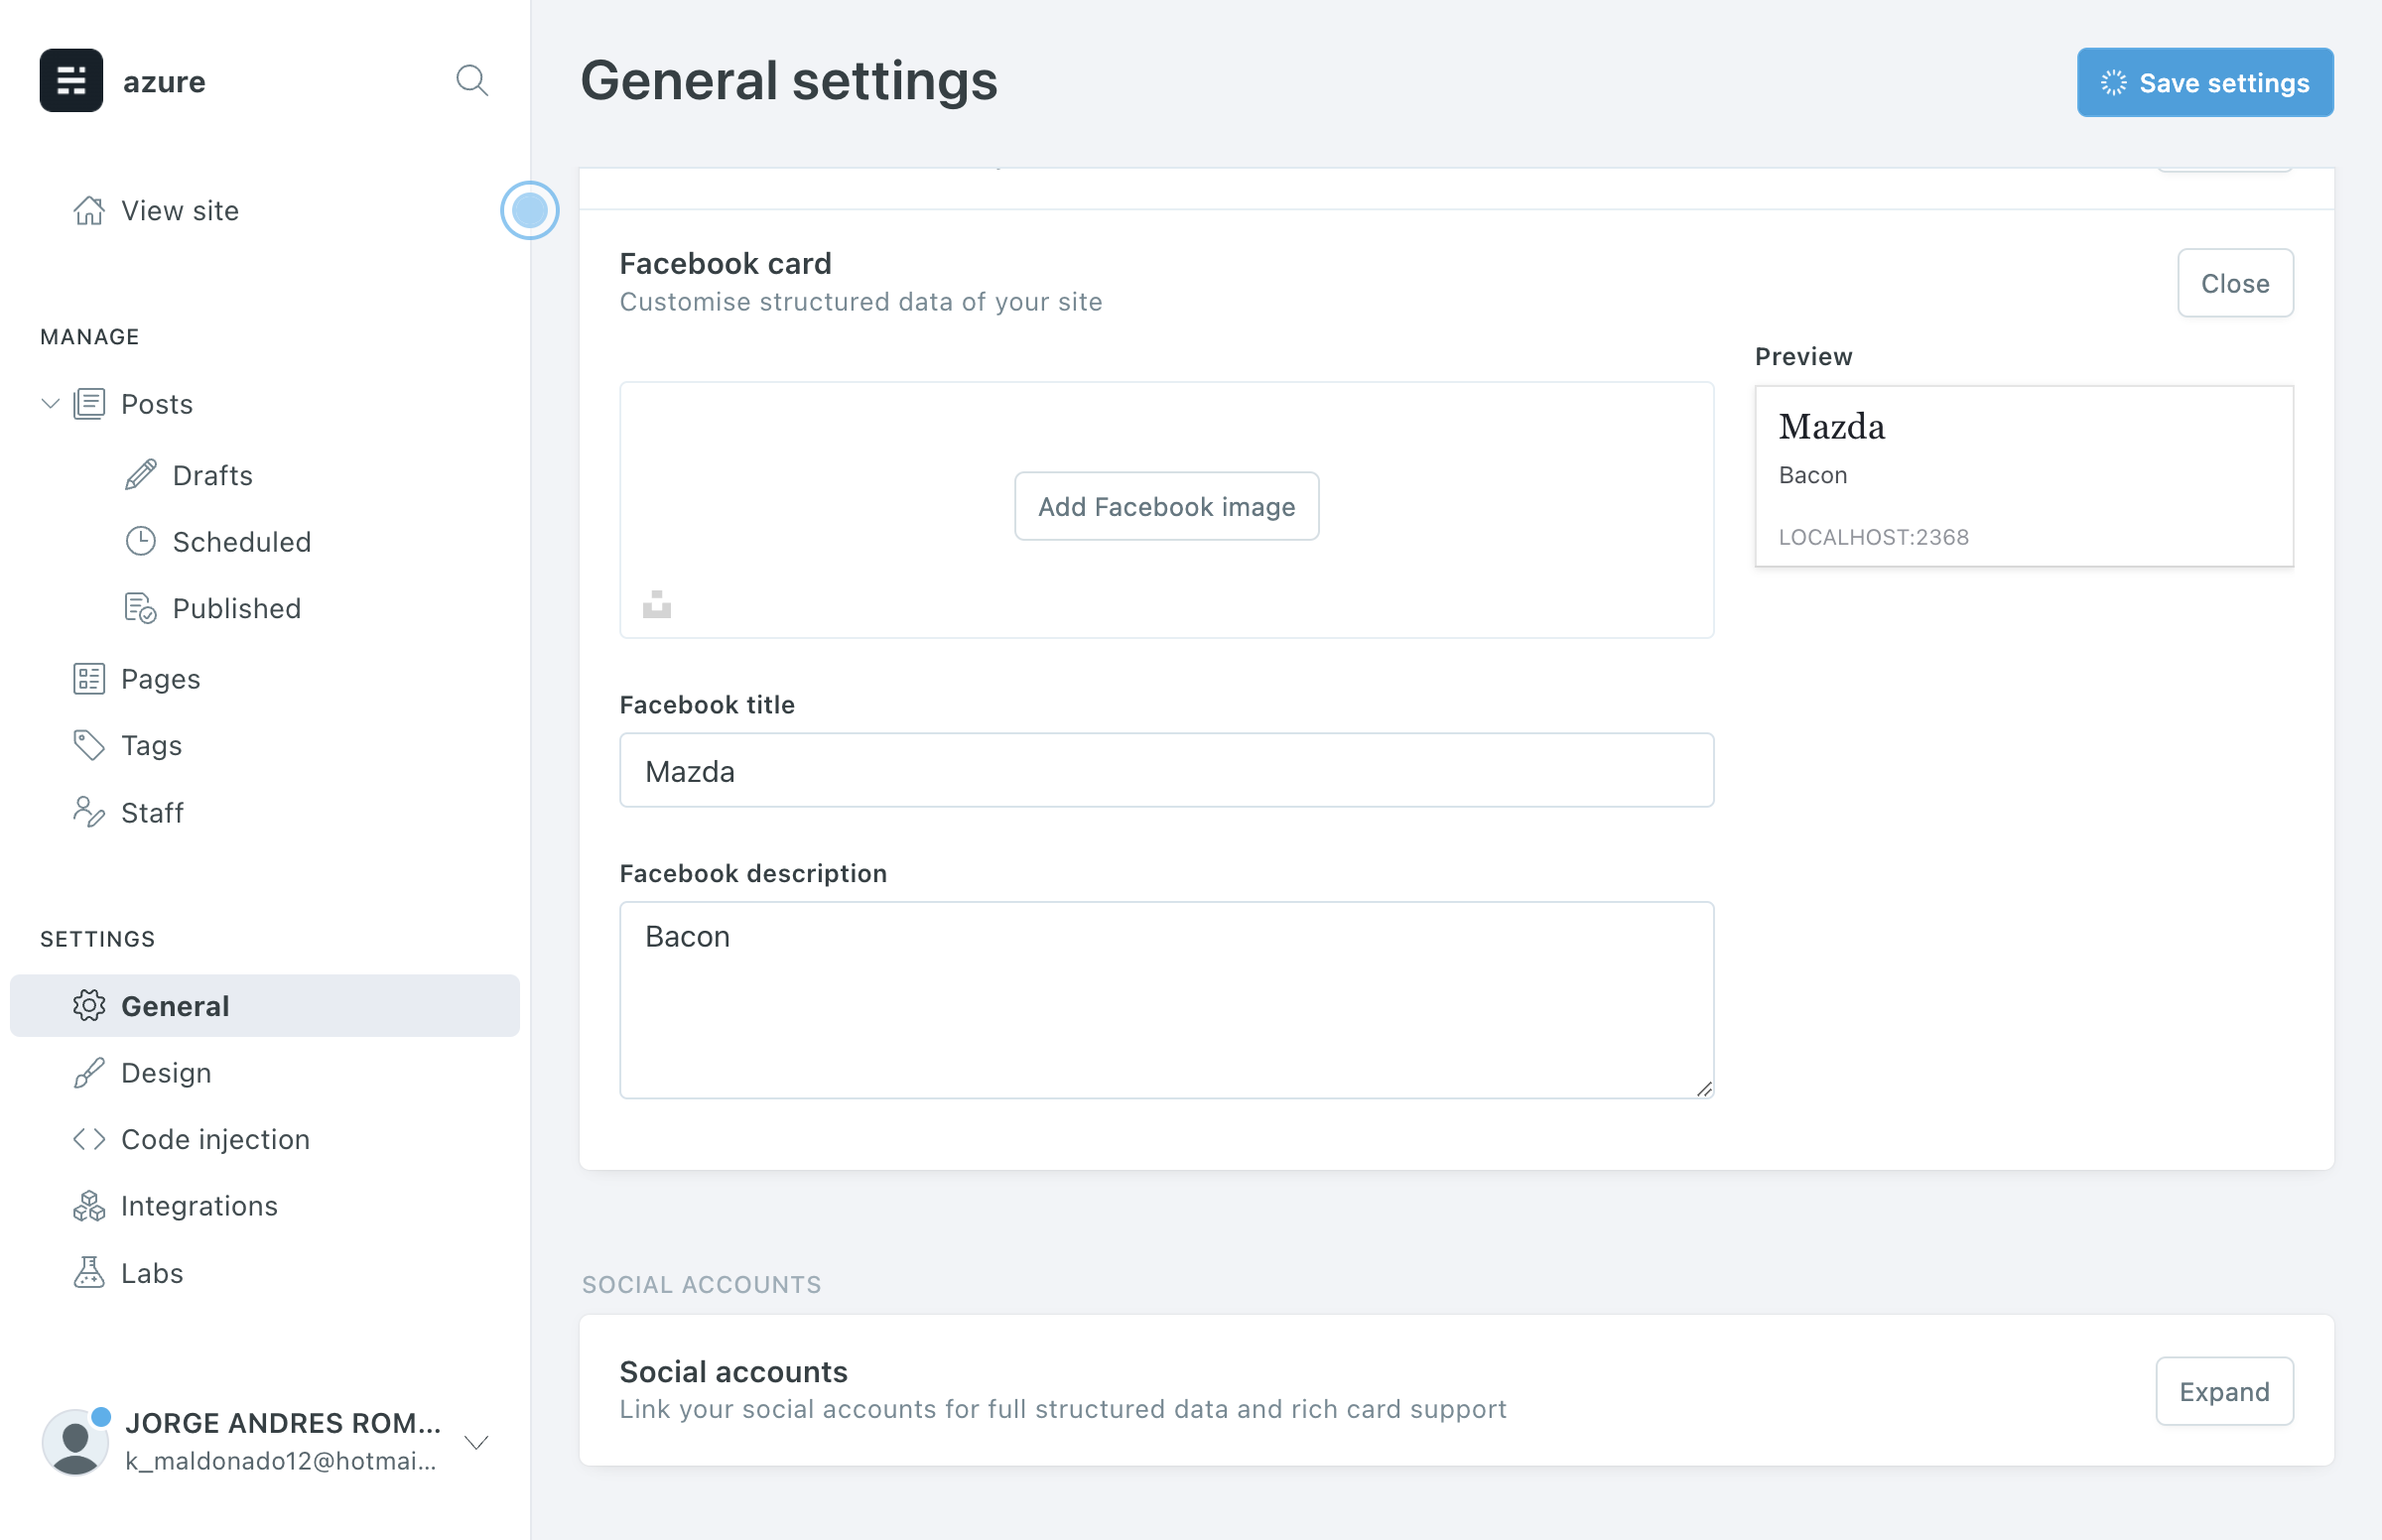 azure
View site
MANAGE
Posts
Drafts
Scheduled
Published
Pages
Tags
Staff
SETTINGS
General
Design
Code injection
Integrations
Labs
JORGE ANDRES ROM...
k_maldonado12@hotmai...
General settings
Save settings
Facebook card
Customise structured data of your site
Close
Add Facebook image
Preview
Mazda
Bacon
LOCALHOST:2368
Facebook title
Mazda
Facebook description
Bacon
SOCIAL ACCOUNTS
Social accounts
Link your social accounts for full structured data and rich card support
Expand